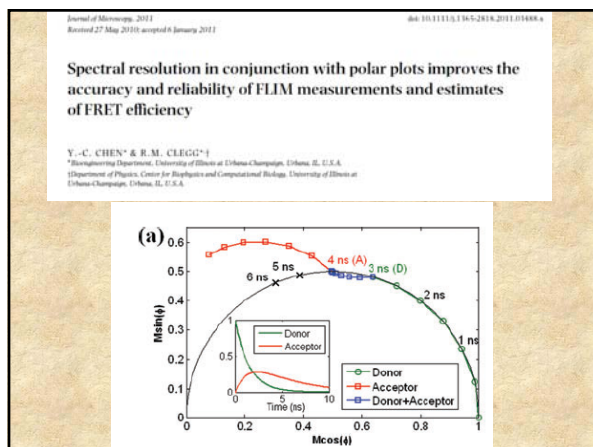 Journal of Microscopy, 2011
doi: 10.1111/j.1365-2818.2011.03488.x
Received 27 May 2010; accepted 6 January 2011
Spectral resolution in conjunction with polar plots improves the
accuracy and reliability of FLIM measurements and estimates
of FRET efficiency
Y.-C. CHEN* & R.M. CLEGG*,†
*Bioengineering Department, University of Illinois at Urbana-Champaign, Urbana, IL, U.S.A.
†Department of Physics, Center for Biophysics and Computational Biology, University of Illinois at
Urbana-Champaign, Urbana, IL, U.S.A.
(a)
0.6
0.5
0.4
0.3
0.2
0.1
0
Msin(ϕ)
6 ns
5 ns
4 ns (A)
3 ns (D)
2 ns
1 ns
1
0.5
0
Donor
Acceptor
0
5
10
Time (ns)
Donor
Acceptor
Donor+Acceptor
0
0.2
0.4
0.6
0.8
1
Mcos(ϕ)